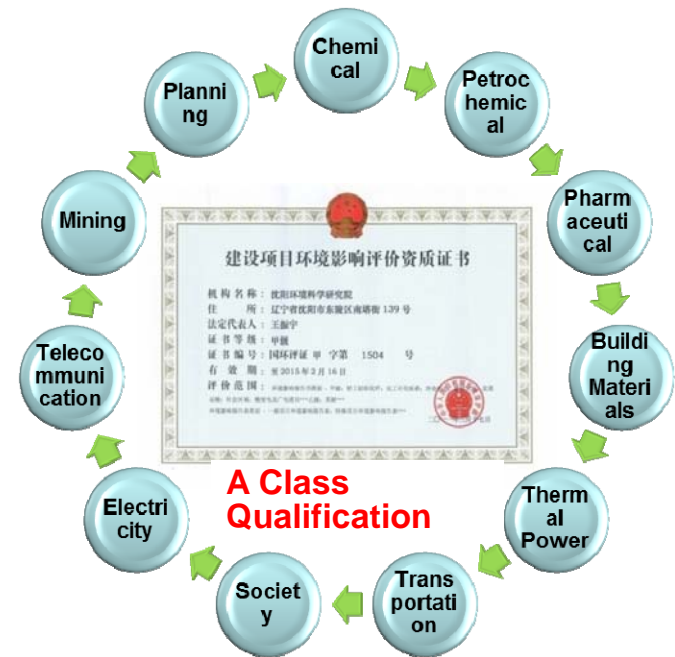 Chemi
cal
Petroc
hemic
al
Pharm
aceuti
cal
Buildi
ng
Materi
als
Therm
al
Power
Trans
portati
on
Societ
y
Electri
city
Teleco
mmuni
cation
Mining
Planni
ng
建设项目环境影响评价资质证书
机构名称：沈阳环境科学研究院
住 所：辽宁省沈阳市东陵区南塔街 139 号
法定代表人：王振宇
证书等级：甲级
证书编号：国环评证 甲 字第 1504 号
有 效 期：至 2015 年 2 月 16 日
评价范围：
A Class
Qualification